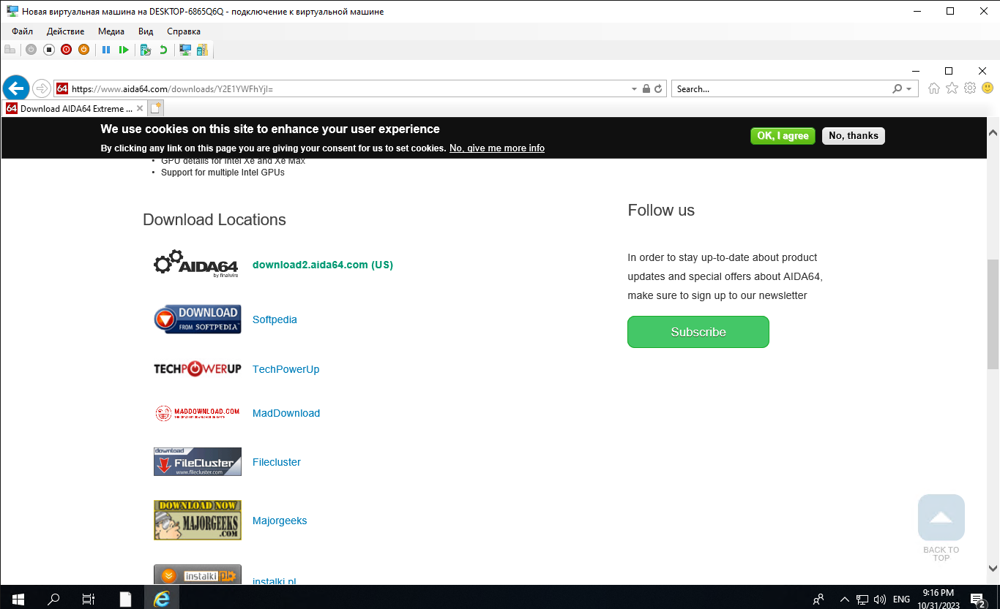 Новая виртуальная машина на DESKTOP-6865Q6Q - подключение к виртуальной машине
Файл Действие Медиа Вид Справка
64 https://www.aida64.com/downloads/Y2E1YWFhYjI= Search...
64 Download AIDA64 Extreme ...
We use cookies on this site to enhance your user experience
By clicking any link on this page you are giving your consent for us to set cookies. No, give me more info
OK, I agree No, thanks
• GPU details for Intel Xe and Xe Max
• Support for multiple Intel GPUs
Download Locations
AIDA64
by finalwire
download2.aida64.com (US)
DOWNLOAD
FROM SOFTPEDIA
Softpedia
TECHPOWERUP
TechPowerUp
MADDOWNLOAD.COM
MadDownload
download
FileCluster
www.filecluster.com
Filecluster
DOWNLOAD NOW
MAJORGEEKS
.COM
Majorgeeks
instalki pl
instalki.pl
Follow us
In order to stay up-to-date about product
updates and special offers about AIDA64,
make sure to sign up to our newsletter
Subscribe
BACK TO
TOP
ENG
9:16 PM
10/31/2023
2